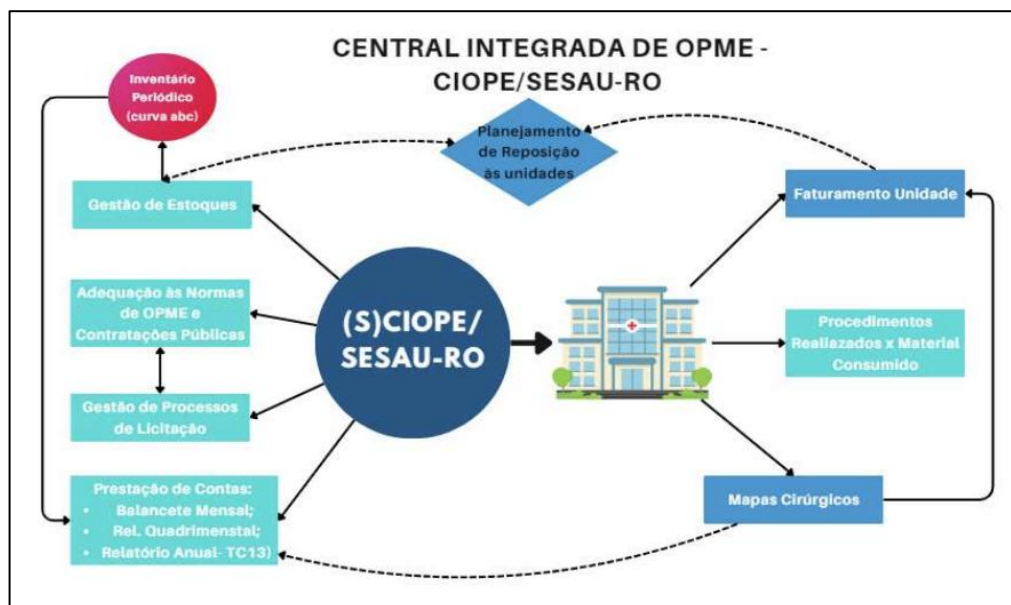 CENTRAL INTEGRADA DE OPME -
CIOPE/SESAU-RO
Inventário
Periódico
(curva abc)
Planejamento
de Reposição
às unidades
Gestão de Estoques
Faturamento Unidade
Adequação às Normas
de OPME e
Contratações Públicas
(S)CIOPE/
SESAU-RO
Procedimentos
Realiazados x Material
Consumido
Gestão de Processos
de Licitação
Prestação de Contas:
• Balancete Mensal;
• Rel. Quadrimenstal;
• Relatório Anual- TC13)
Mapas Cirúrgicos